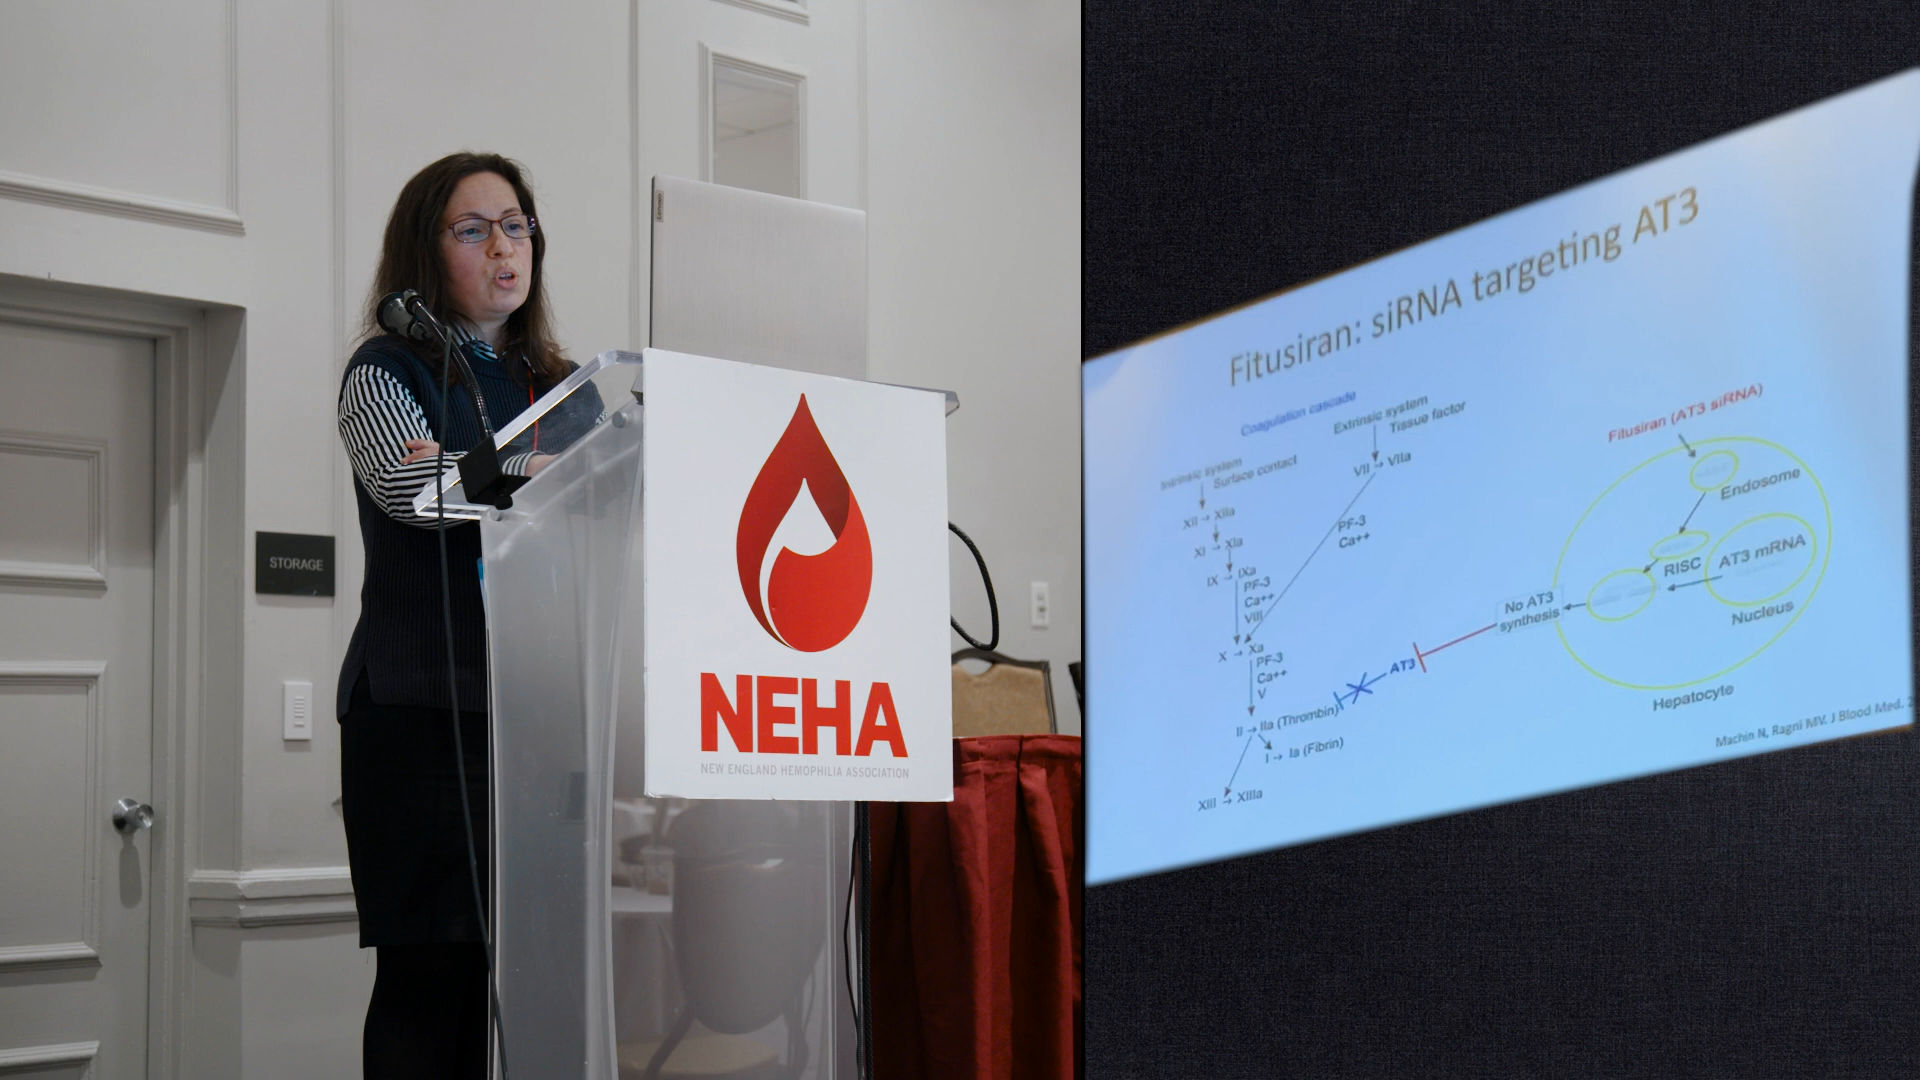 Lenovo
STORAGE
NEHA
NEW ENGLAND HEMOPHILIA ASSOCIATION
Fitusiran: siRNA targeting AT3
Coagulation cascade
Extrinsic system
Tissue factor
Intrinsic system
Surface contact
VII → VIIa
XII → XIIa
XI → XIa
IX → IXa
PF-3
Ca++
VIII
PF-3
Ca++
X → Xa
PF-3
Ca++
V
II → IIa (Thrombin)
I → Ia (Fibrin)
XIII → XIIIa
AT3
No AT3
synthesis
Fitusiran (AT3 siRNA)
Endosome
RISC
AT3 mRNA
Nucleus
Hepatocyte
Machin N, Ragni MV. J Blood Med.